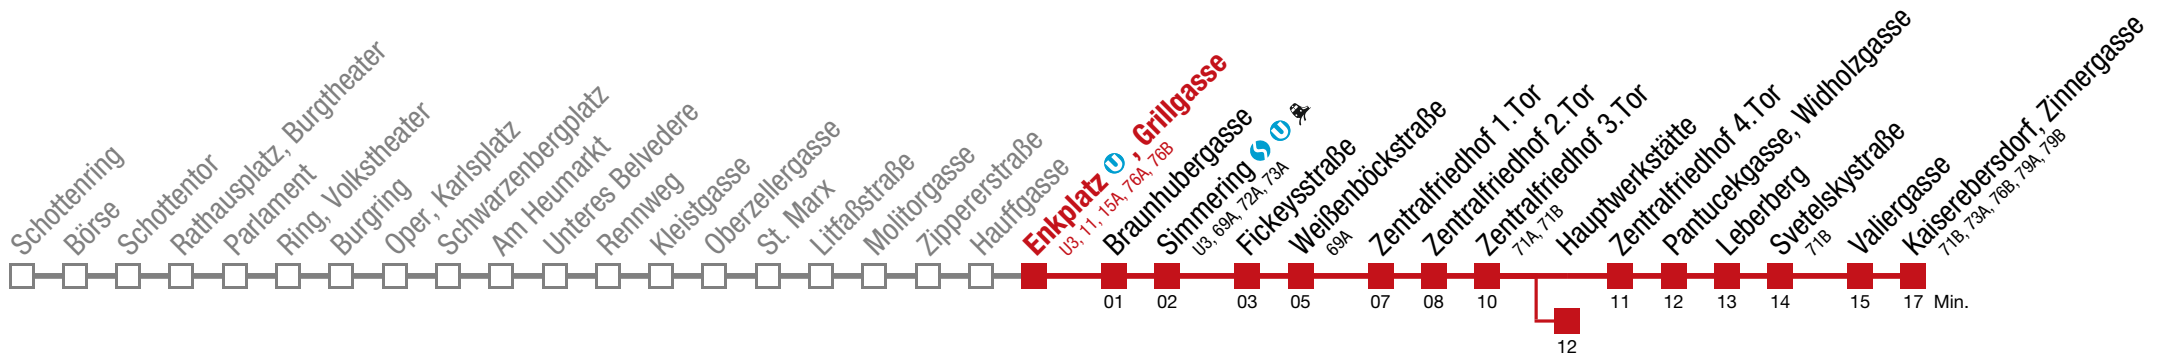 Schottenring
Börse
Schottentor
Rathausplatz, Burgtheater
Parlament
Ring, Volkstheater
Burgring
Oper, Karlsplatz
Schwarzenbergplatz
Am Heumarkt
Unteres Belvedere
Rennweg
Kleistgasse
Oberzellergasse
St. Marx
Litfaßstraße
Molitorgasse
Zippererstraße
Hauffgasse
Enkplatz U, Grillgasse
U3, 11, 15A, 76A, 76B
Braunhubergasse
01
Simmering S U
U3, 69A, 72A, 73A
02
Fickeysstraße
03
Weißenböckstraße
69A
05
Zentralfriedhof 1.Tor
07
Zentralfriedhof 2.Tor
08
Zentralfriedhof 3.Tor
71A, 71B
10
Hauptwerkstätte
12
Zentralfriedhof 4.Tor
11
Pantucekgasse, Widholzgasse
12
Leberberg
13
Svetelskystraße
71B
14
Valiergasse
15
Kaiserebersdorf, Zinnergasse
71B, 73A, 76B, 79A, 79B
17 Min.